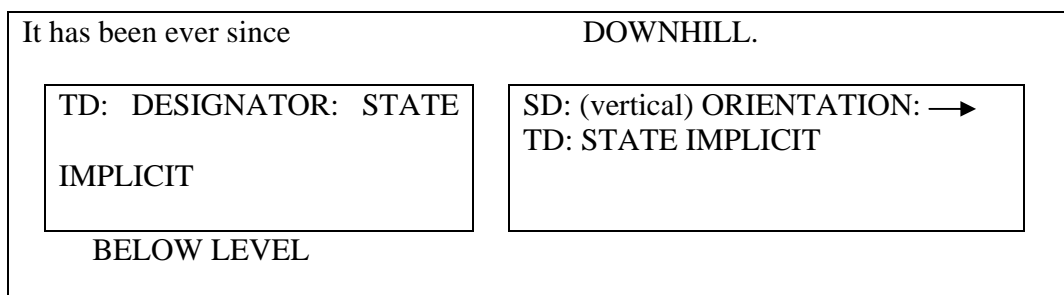 It has been ever since DOWNHILL.
TD: DESIGNATOR: STATE
IMPLICIT
SD: (vertical) ORIENTATION: →
TD: STATE IMPLICIT
BELOW LEVEL